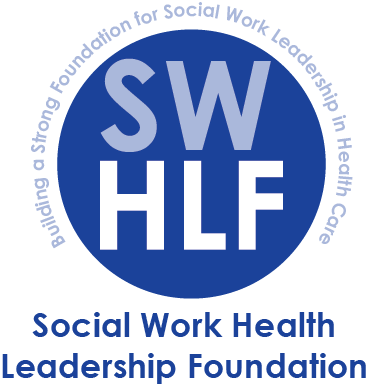 Building a Strong Foundation for Social Work Leadership in Health Care
SW
HLF
Social Work Health
Leadership Foundation